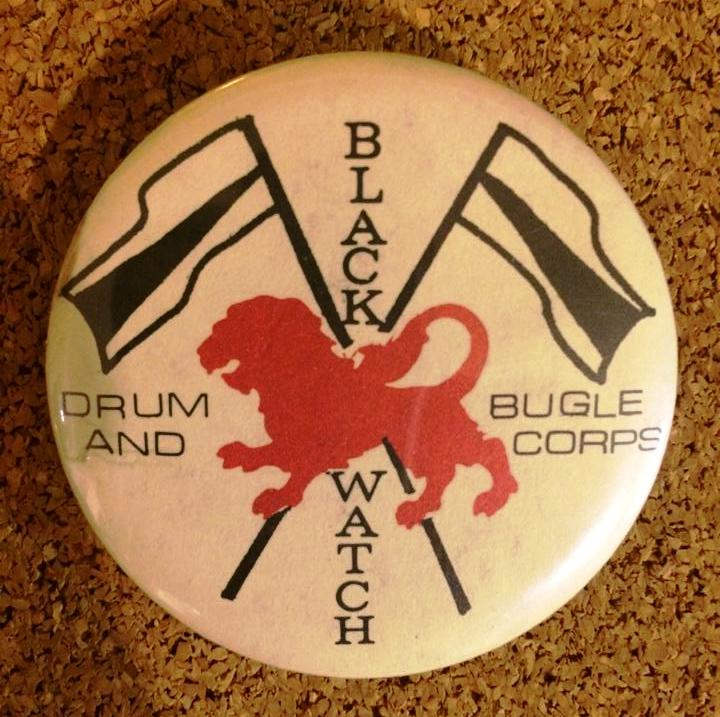 BLACK
DRUM
AND
BUGLE
CORPS
WATCH